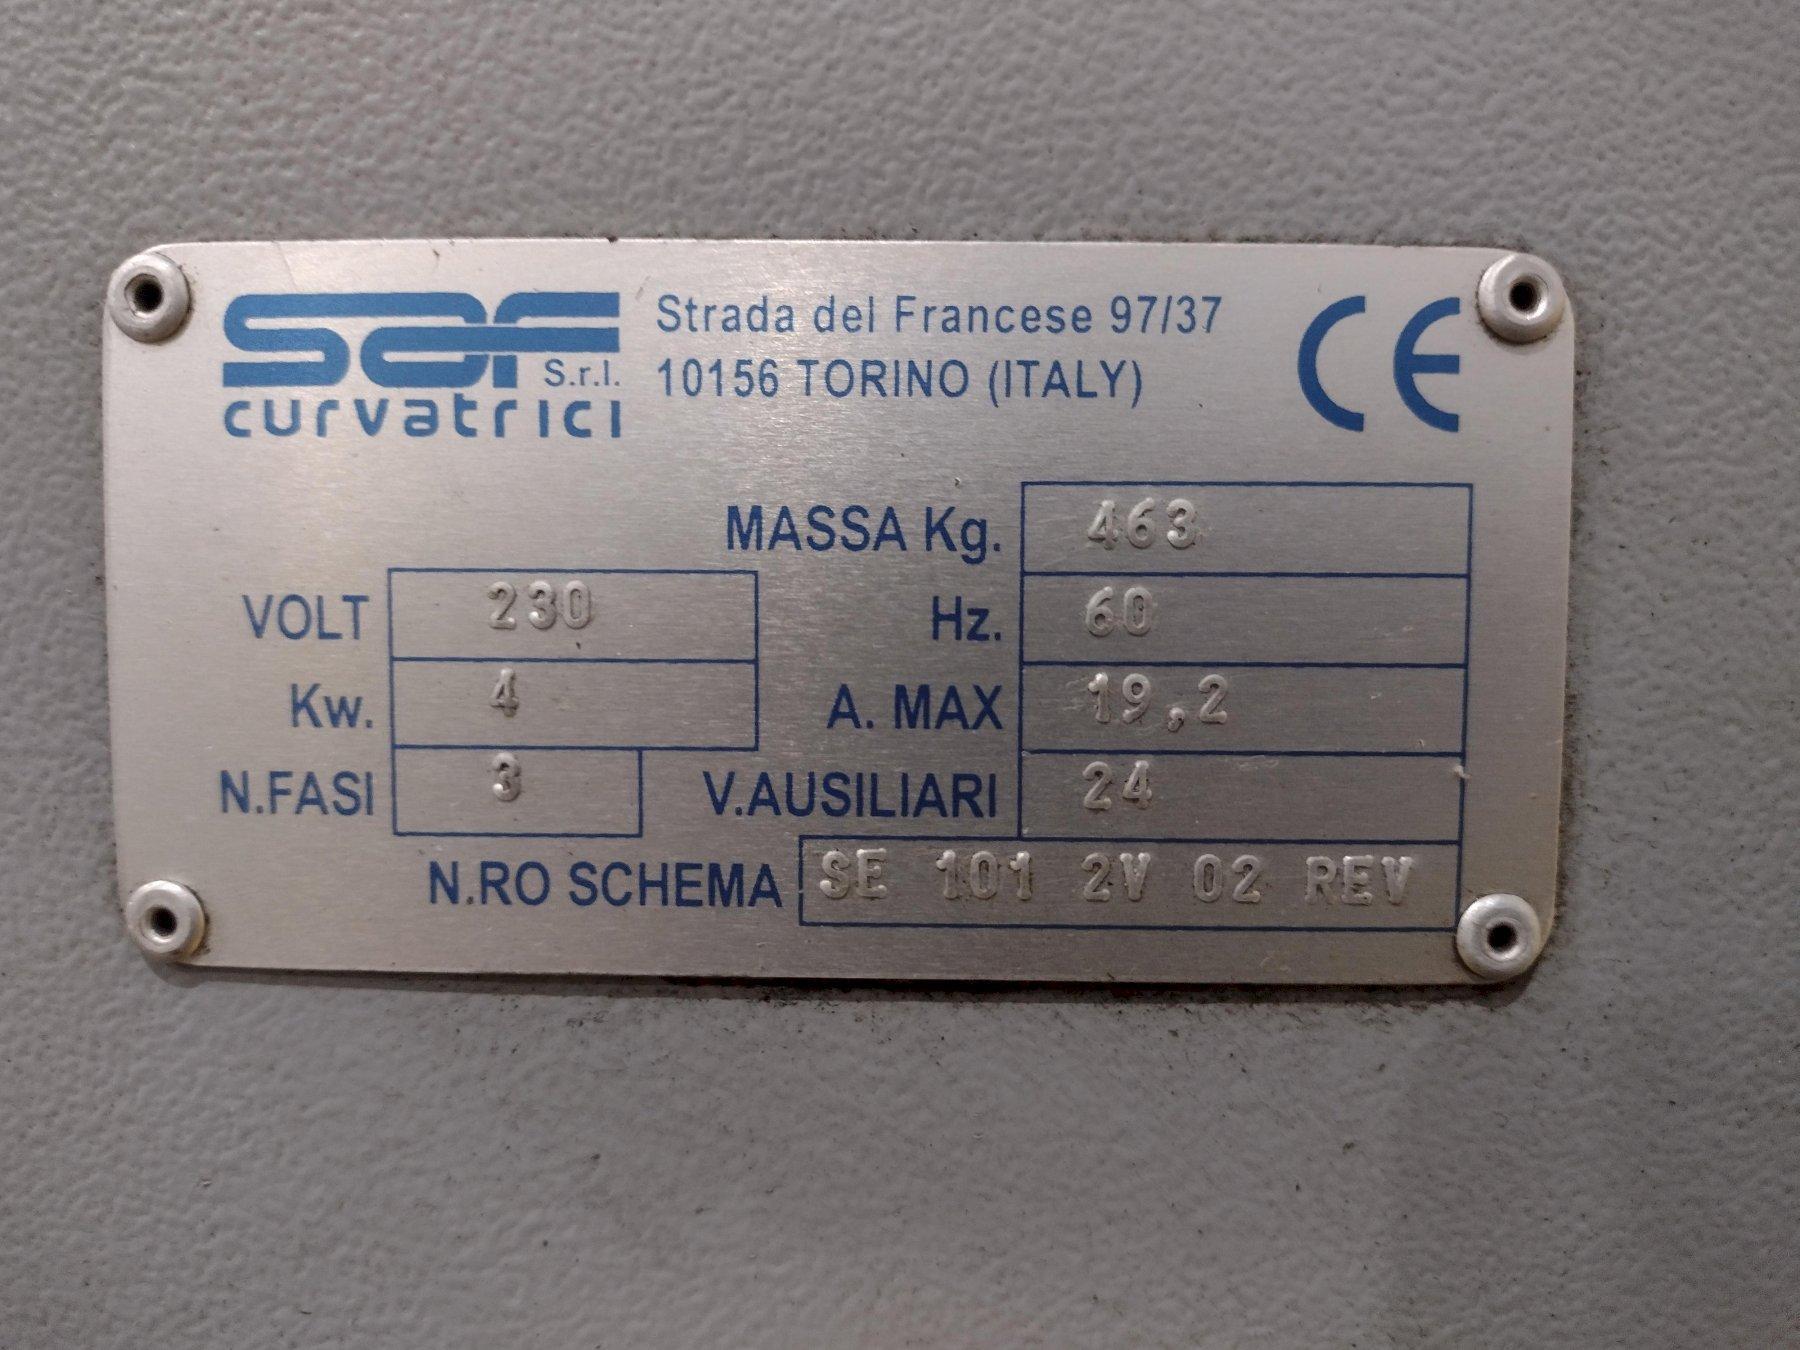 saf S.r.l.
curvatrici
Strada del Francese 97/37
10156 TORINO (ITALY)
CE
MASSA Kg. 463
VOLT 230 Hz. 60
Kw. 4 A. MAX 19,2
N.FASI 3 V.AUSILIARI 24
N.RO SCHEMA SE 101 2V 02 REV